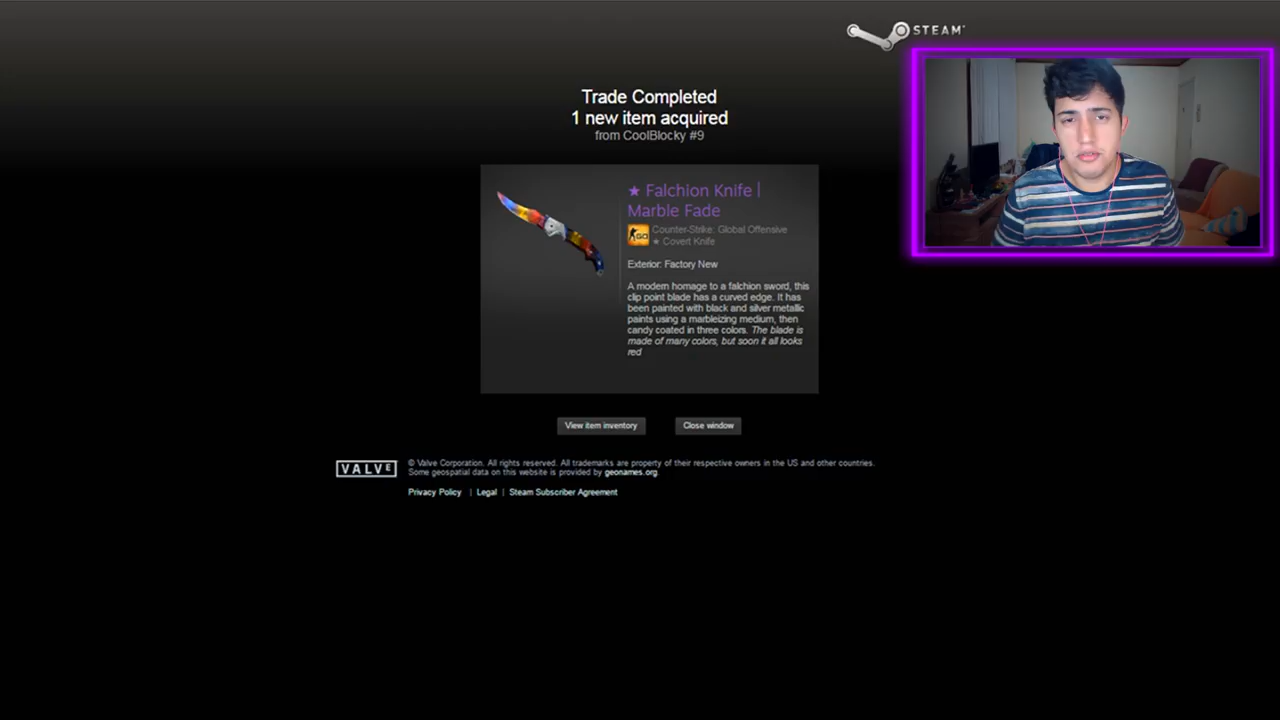 STEAM
Trade Completed
1 new item acquired
from CoolBlocky #9
★ Falchion Knife |
Marble Fade
GO
Counter-Strike: Global Offensive
★ Covert Knife
Exterior: Factory New
A modern homage to a falchion sword, this
clip point blade has a curved edge. It has
been painted with black and silver metallic
paints using a marbleizing medium, then
candy coated in three colors. The blade is
made of many colors, but soon it all looks
red
View item inventory
Close window
VALVE
© Valve Corporation. All rights reserved. All trademarks are property of their respective owners in the US and other countries.
Some geospatial data on this website is provided by geonames.org.
Privacy Policy | Legal | Steam Subscriber Agreement